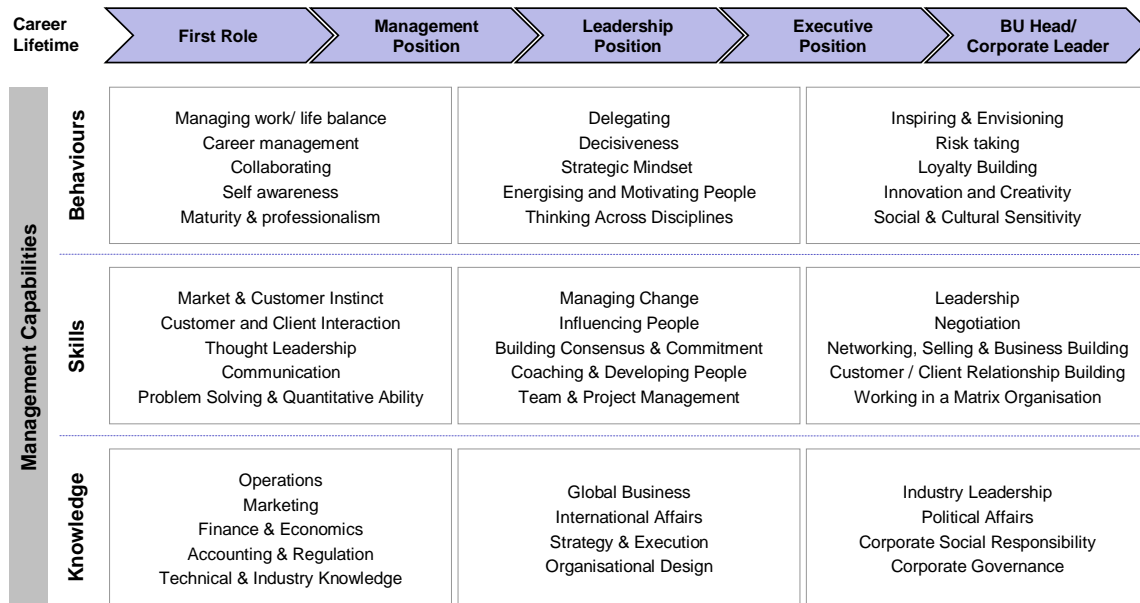 Career
Lifetime
First Role
Management
Position
Leadership
Position
Executive
Position
BU Head/
Corporate Leader
Management Capabilities
Behaviours
Managing work/ life balance
Career management
Collaborating
Self awareness
Maturity & professionalism
Delegating
Decisiveness
Strategic Mindset
Energising and Motivating People
Thinking Across Disciplines
Inspiring & Envisioning
Risk taking
Loyalty Building
Innovation and Creativity
Social & Cultural Sensitivity
Skills
Market & Customer Instinct
Customer and Client Interaction
Thought Leadership
Communication
Problem Solving & Quantitative Ability
Managing Change
Influencing People
Building Consensus & Commitment
Coaching & Developing People
Team & Project Management
Leadership
Negotiation
Networking, Selling & Business Building
Customer / Client Relationship Building
Working in a Matrix Organisation
Knowledge
Operations
Marketing
Finance & Economics
Accounting & Regulation
Technical & Industry Knowledge
Global Business
International Affairs
Strategy & Execution
Organisational Design
Industry Leadership
Political Affairs
Corporate Social Responsibility
Corporate Governance